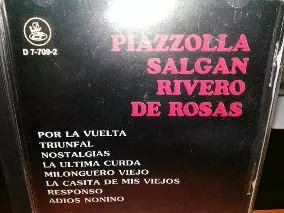 D 7-709-2
PIAZZOLLA
SALGAN
RIVERO
DE ROSAS
POR LA VUELTA
TRIUNFAL
NOSTALGIAS
LA ULTIMA CURDA
MILONGUERO VIEJO
LA CASITA DE MIS VIEJOS
RESPONSO
ADIOS NONINO